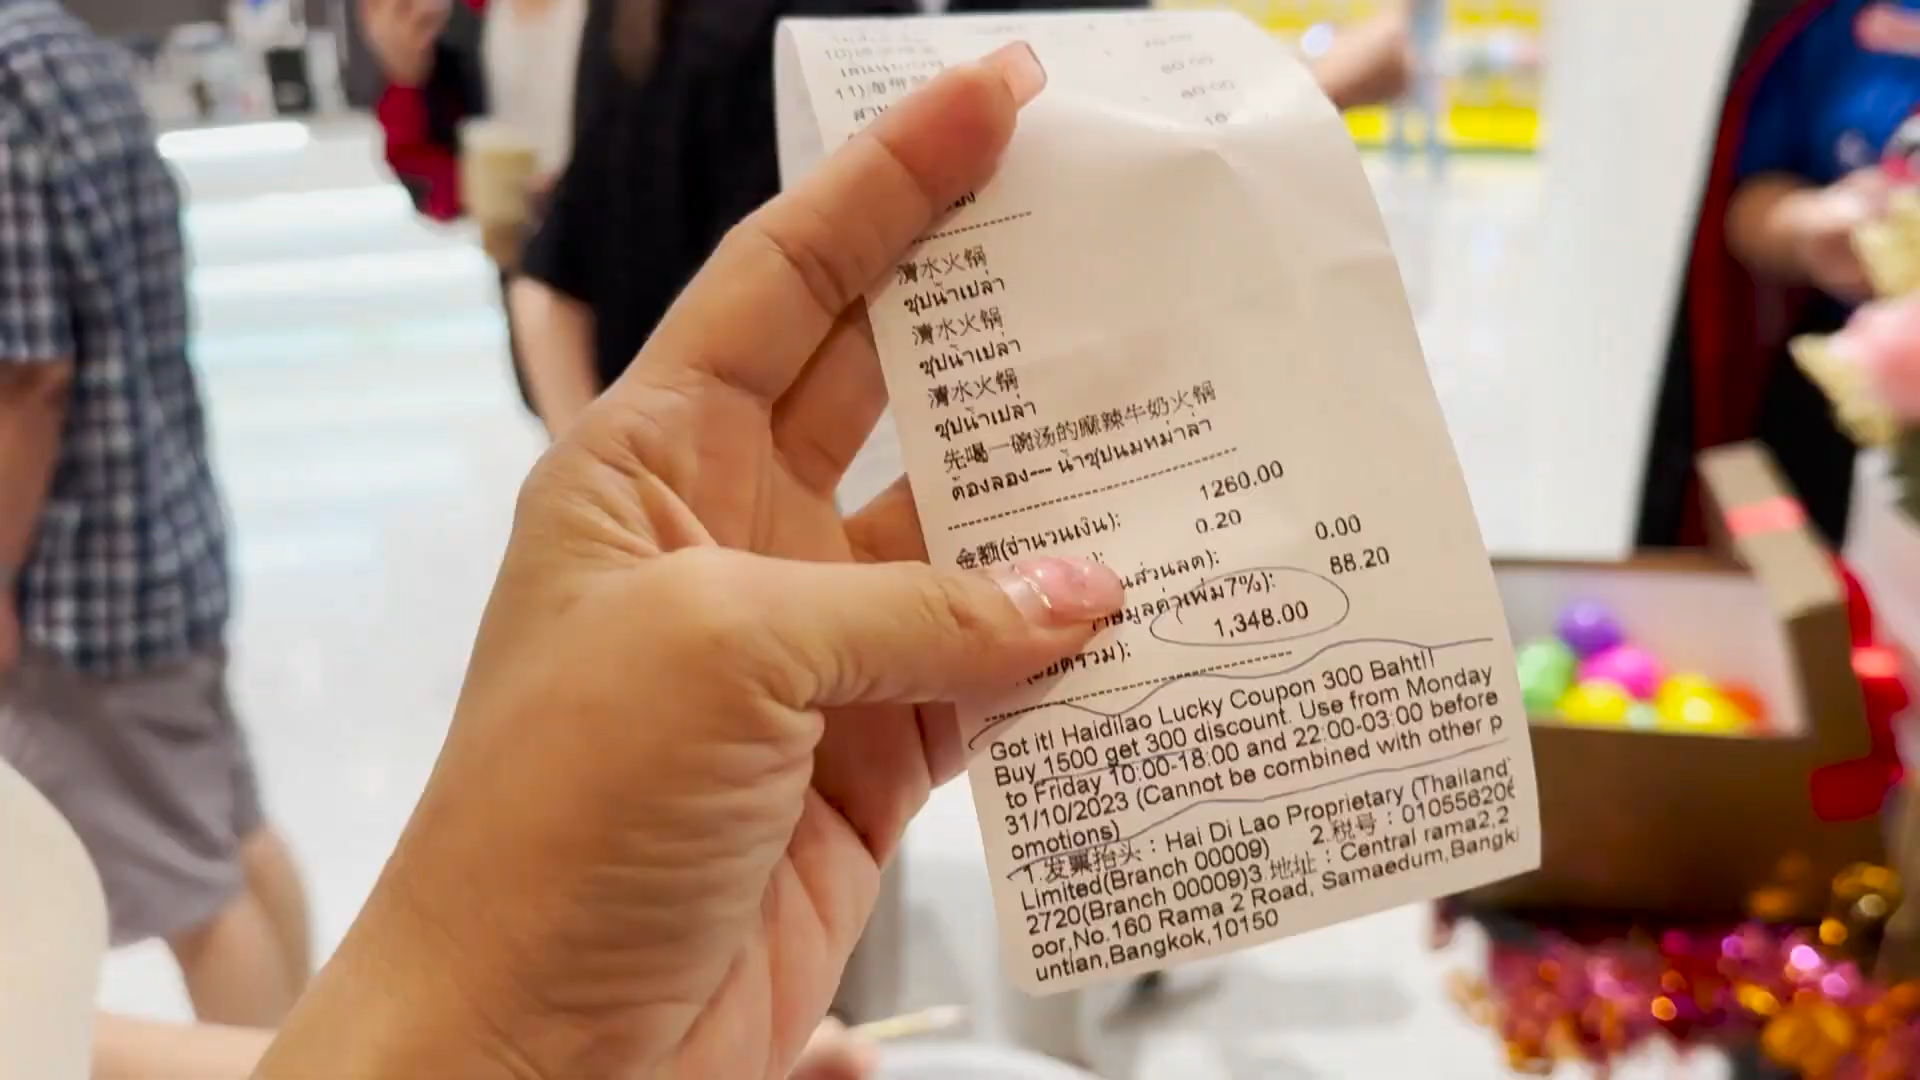 10)
11)
80.00
80.00
清水火锅
ซุปน้ำเปล่า
清水火锅
ซุปน้ำเปล่า
清水火锅
ซุปน้ำเปล่า
先喝一碗汤的麻辣牛奶火锅
ต้องลอง--- น้ำซุปนมหม่าล่า
金额(จำนวนเงิน): 1260.00
0.20
นส่วนลด): 0.00
ษีมูลค่าเพิ่ม7%): 88.20
รวม): 1,348.00
Got it! Haidilao Lucky Coupon 300 Baht!!
Buy 1500 get 300 discount. Use from Monday
to Friday 10:00-18:00 and 22:00-03:00 before
31/10/2023 (Cannot be combined with other p
omotions)
1.发票抬头 : Hai Di Lao Proprietary (Thailand
Limited(Branch 00009) 2.税号 : 01055620
2720(Branch 00009)3.地址 : Central rama2,2
oor,No.160 Rama 2 Road, Samaedum,Bangk
untian,Bangkok,10150